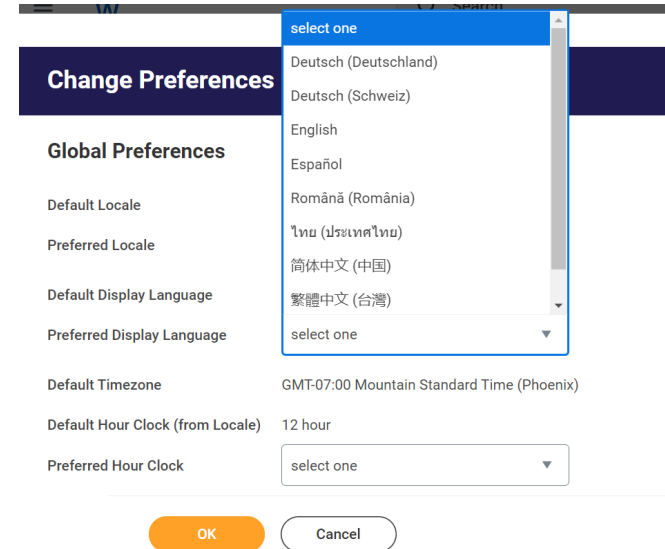 Search
select one
Change Preferences
Deutsch (Deutschland)
Deutsch (Schweiz)
English
Español
Română (România)
ไทย (ประเทศไทย)
简体中文 (中国)
繁體中文 (台灣)
Global Preferences
Default Locale
Preferred Locale
Default Display Language
Preferred Display Language select one
Default Timezone GMT-07:00 Mountain Standard Time (Phoenix)
Default Hour Clock (from Locale) 12 hour
Preferred Hour Clock select one
OK Cancel